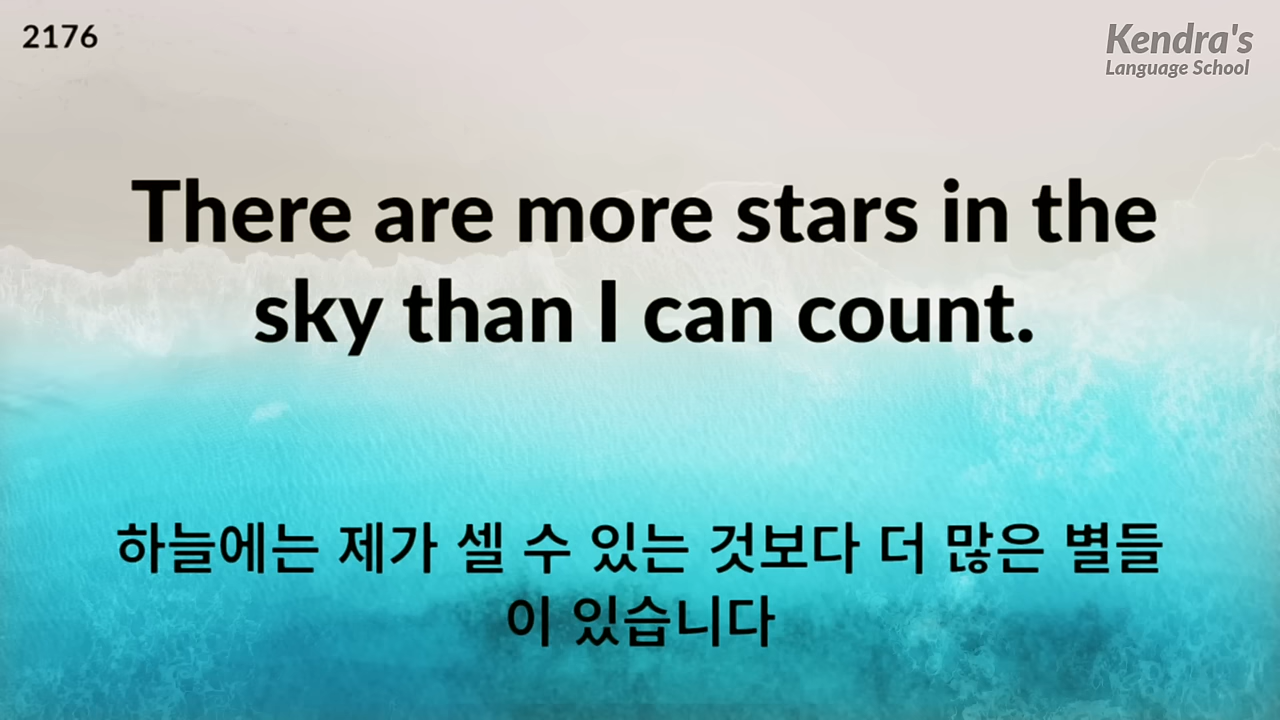 2176
Kendra's
Language School
There are more stars in the
sky than I can count.
하늘에는 제가 셀 수 있는 것보다 더 많은 별들
이 있습니다